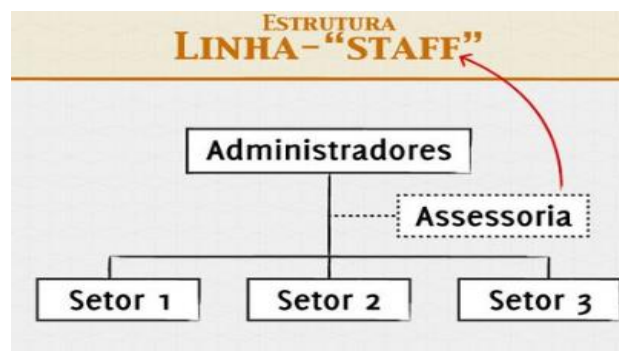 ESTRUTURA
LINHA-"STAFF"
Administradores
Assessoria
Setor 1
Setor 2
Setor 3